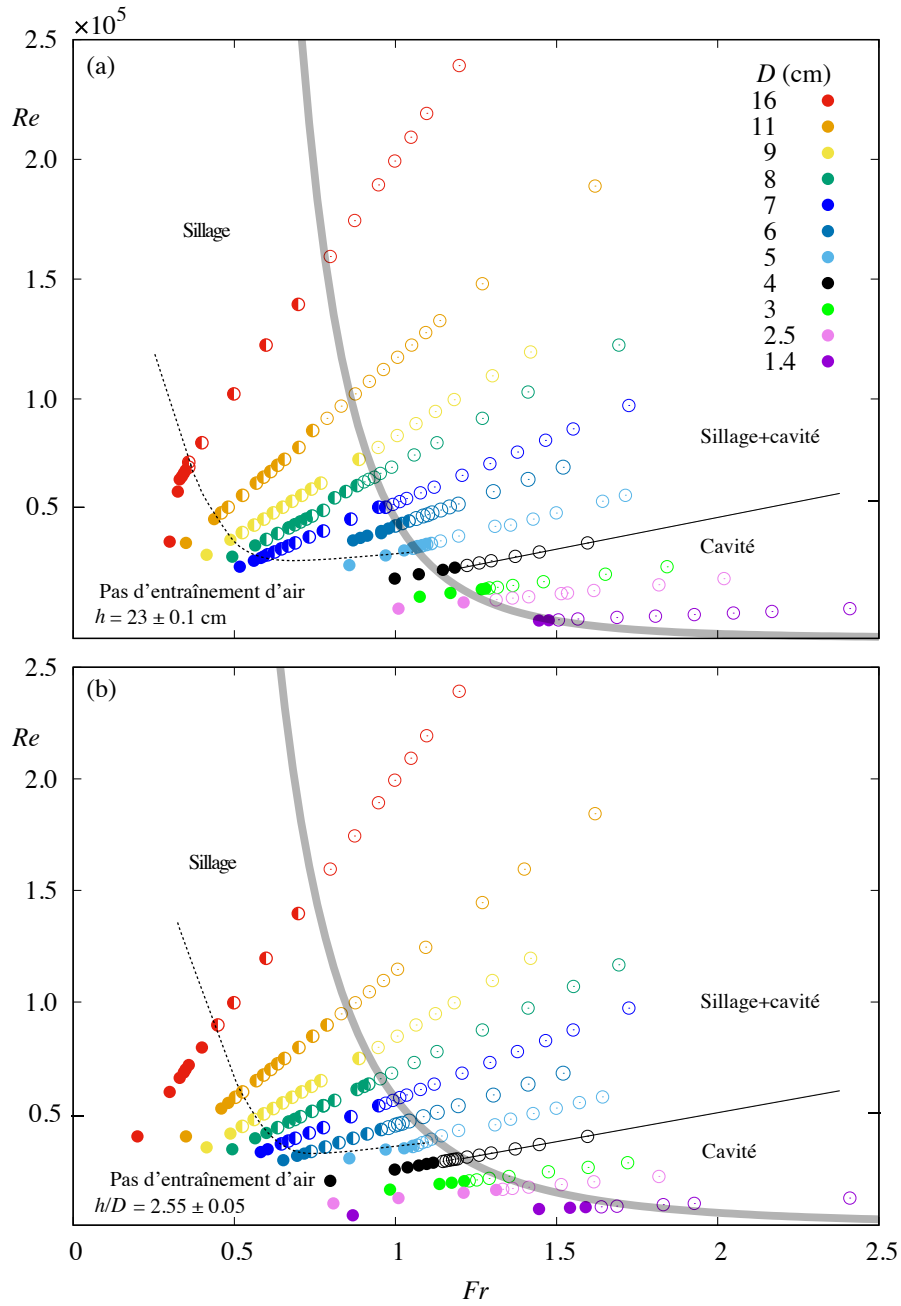 ×10⁵
2.5
(a)
D (cm)
16
11
9
8
7
6
5
4
3
2.5
1.4
Re
2.0
1.5
1.0
0.5
0
Sillage
Sillage+cavité
Cavité
Pas d'entraînement d'air
h = 23 ± 0.1 cm
2.5
(b)
Re
2.0
1.5
1.0
0.5
Sillage
Sillage+cavité
Cavité
Pas d'entraînement d'air
h/D = 2.55 ± 0.05
0
0.5
1
1.5
2
2.5
Fr